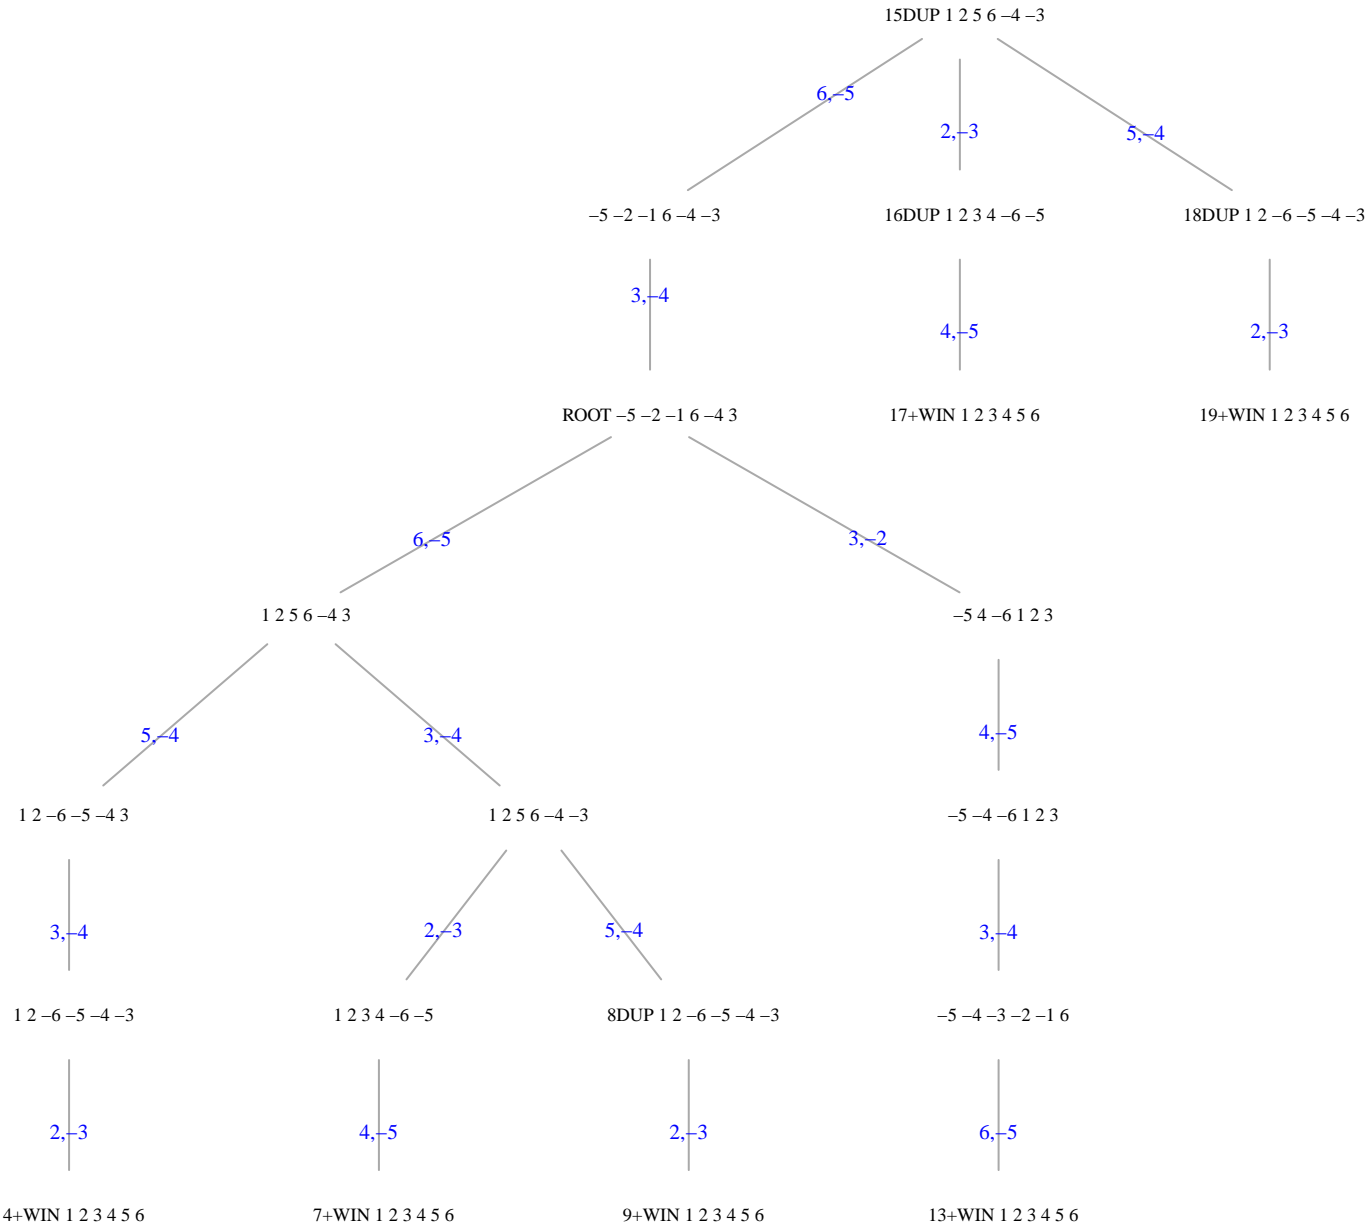 15DUP 1 2 5 6 –4 –3
6,–5
2,–3
5,–4
–5 –2 –1 6 –4 –3
16DUP 1 2 3 4 –6 –5
18DUP 1 2 –6 –5 –4 –3
3,–4
4,–5
2,–3
ROOT –5 –2 –1 6 –4 3
17+WIN 1 2 3 4 5 6
19+WIN 1 2 3 4 5 6
6,–5
3,–2
1 2 5 6 –4 3
–5 4 –6 1 2 3
5,–4
3,–4
4,–5
1 2 –6 –5 –4 3
1 2 5 6 –4 –3
–5 –4 –6 1 2 3
3,–4
2,–3
5,–4
3,–4
1 2 –6 –5 –4 –3
1 2 3 4 –6 –5
8DUP 1 2 –6 –5 –4 –3
–5 –4 –3 –2 –1 6
2,–3
4,–5
2,–3
6,–5
4+WIN 1 2 3 4 5 6
7+WIN 1 2 3 4 5 6
9+WIN 1 2 3 4 5 6
13+WIN 1 2 3 4 5 6